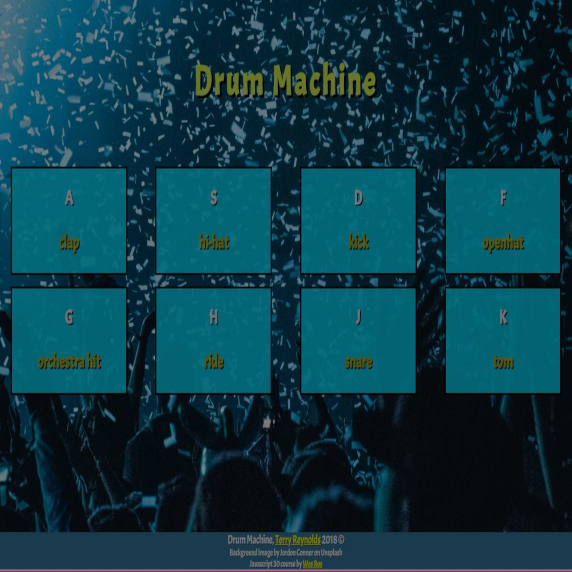 Drum Machine
A S D F
clap hi-hat kick openhat
G H J K
orchestra hit ride snare tom
Drum Machine, Terry Reynolds 2018 ©
Background Image by Jordon Conner on Unsplash
Javascript 30 course by Wes Bos